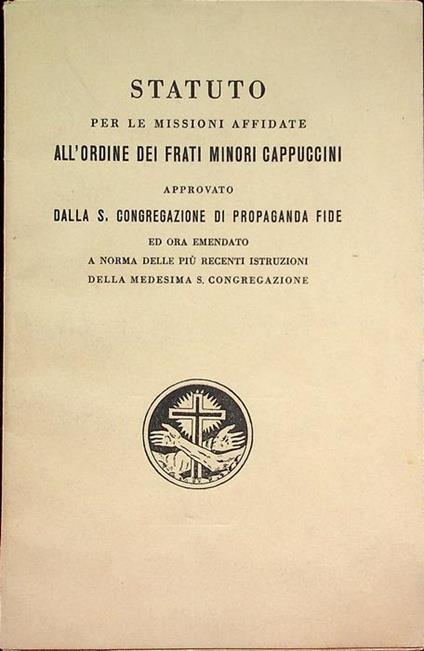 STATUTO
PER LE MISSIONI AFFIDATE
ALL'ORDINE DEI FRATI MINORI CAPPUCCINI
APPROVATO
DALLA S. CONGREGAZIONE DI PROPAGANDA FIDE
ED ORA EMENDATO
A NORMA DELLE PIÙ RECENTI ISTRUZIONI
DELLA MEDESIMA S. CONGREGAZIONE